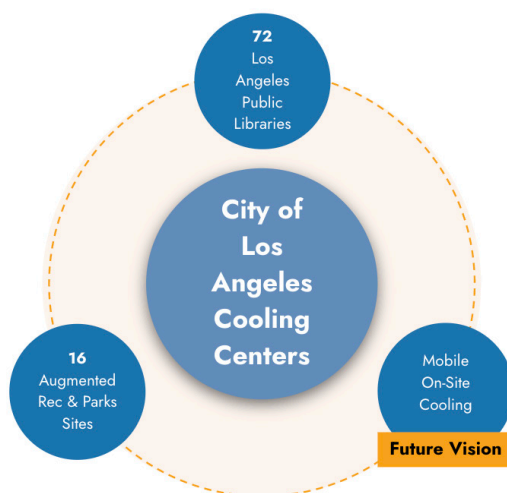 72
Los
Angeles
Public
Libraries
City of
Los
Angeles
Cooling
Centers
16
Augmented
Rec & Parks
Sites
Mobile
On-Site
Cooling
Future Vision